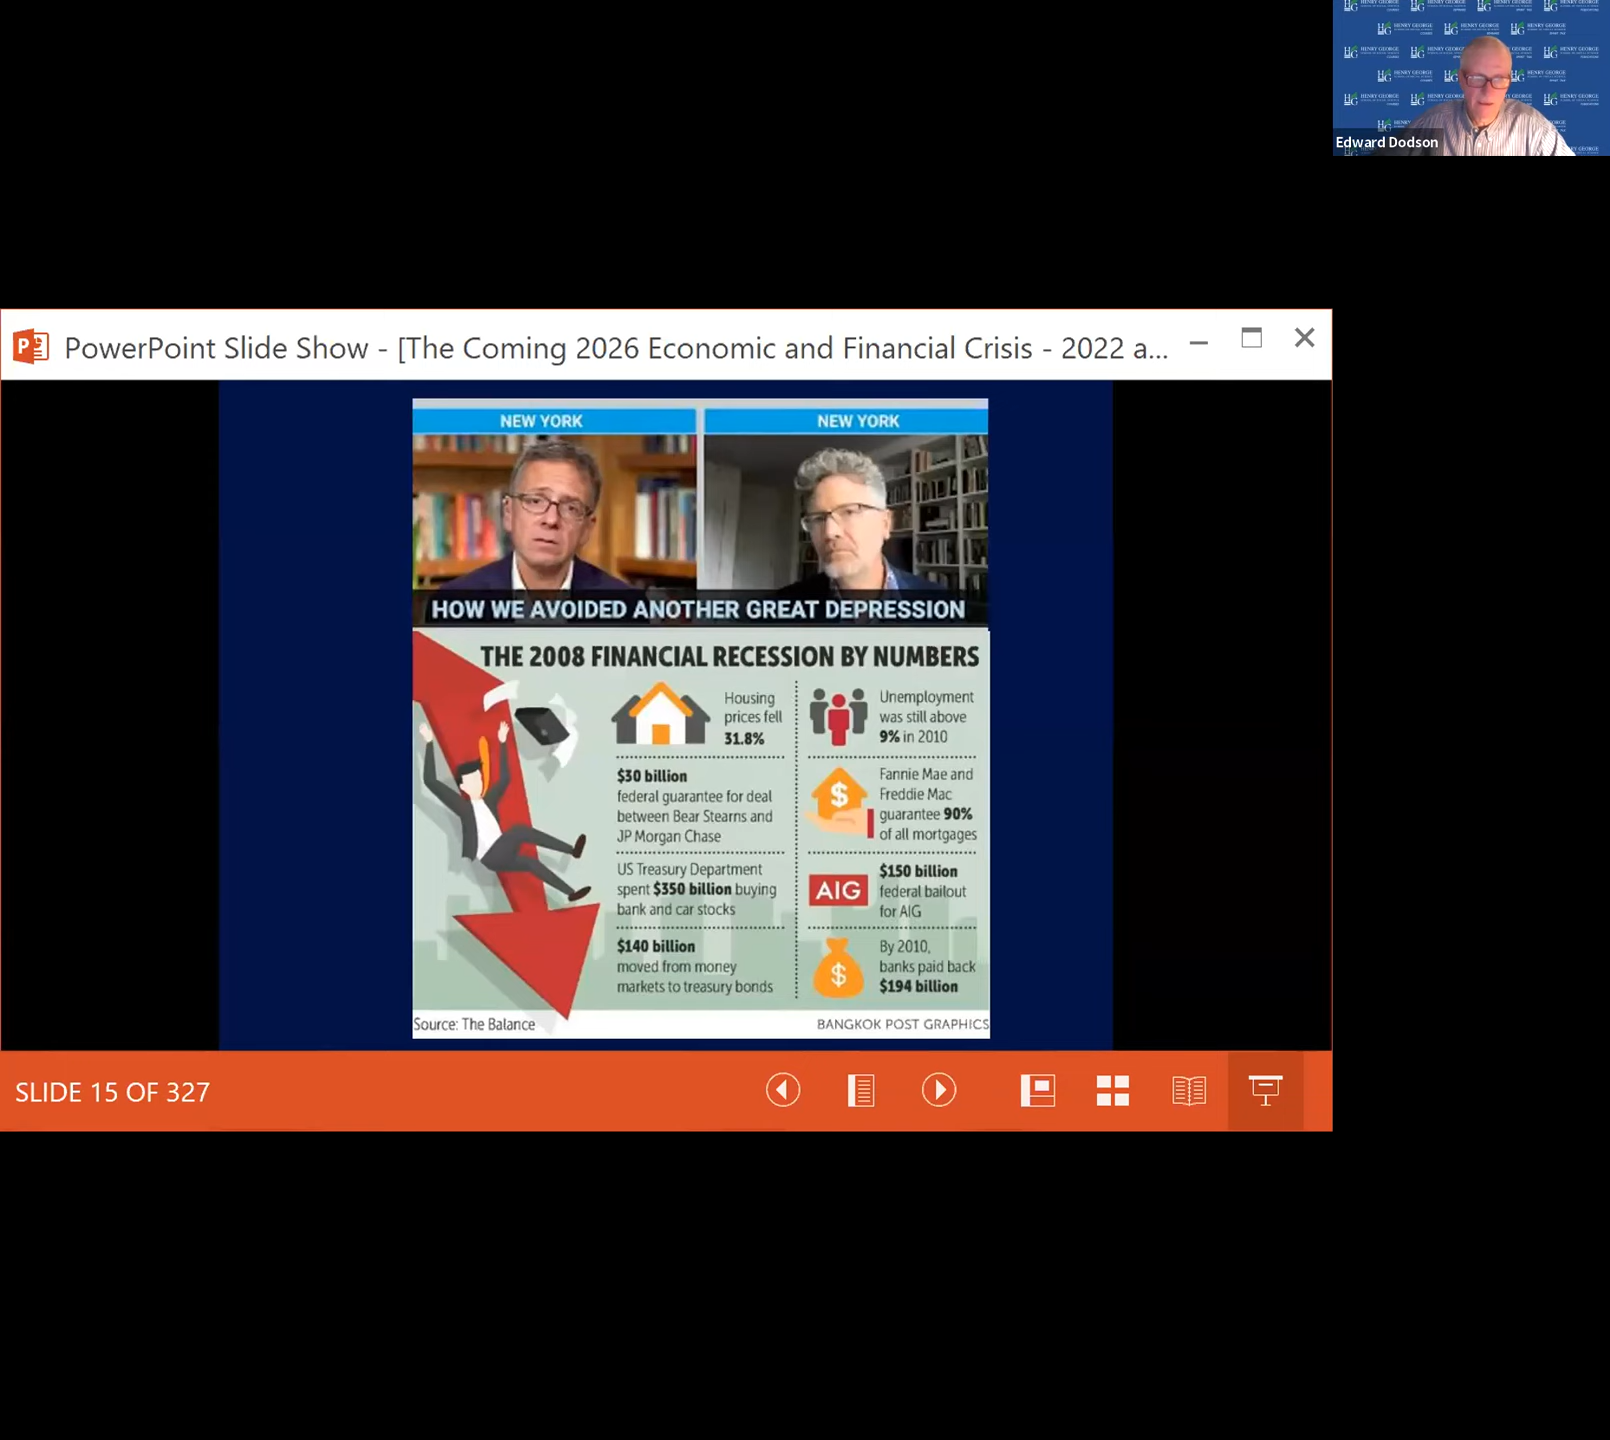 HENRY GEORGE
Edward Dodson
PowerPoint Slide Show - [The Coming 2026 Economic and Financial Crisis - 2022 a...
NEW YORK
NEW YORK
HOW WE AVOIDED ANOTHER GREAT DEPRESSION
THE 2008 FINANCIAL RECESSION BY NUMBERS
Housing
prices fell
31.8%
$30 billion
federal guarantee for deal
between Bear Stearns and
JP Morgan Chase
US Treasury Department
spent $350 billion buying
bank and car stocks
$140 billion
moved from money
markets to treasury bonds
Unemployment
was still above
9% in 2010
$
Fannie Mae and
Freddie Mac
guarantee 90%
of all mortgages
AIG
$150 billion
federal bailout
for AIG
$
By 2010,
banks paid back
$194 billion
Source: The Balance
BANGKOK POST GRAPHICS
SLIDE 15 OF 327